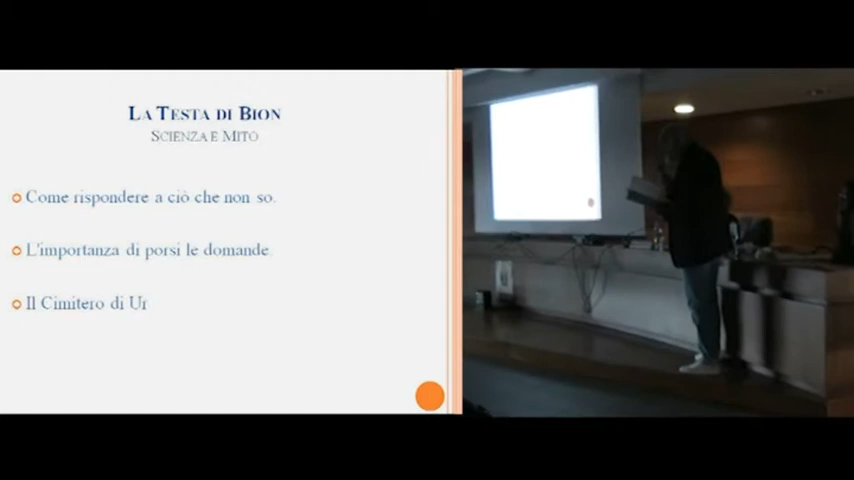 LA TESTA DI BION
SCIENZA E MITO
Come rispondere a ciò che non so.
L'importanza di porsi le domande
Il Cimitero di Ur